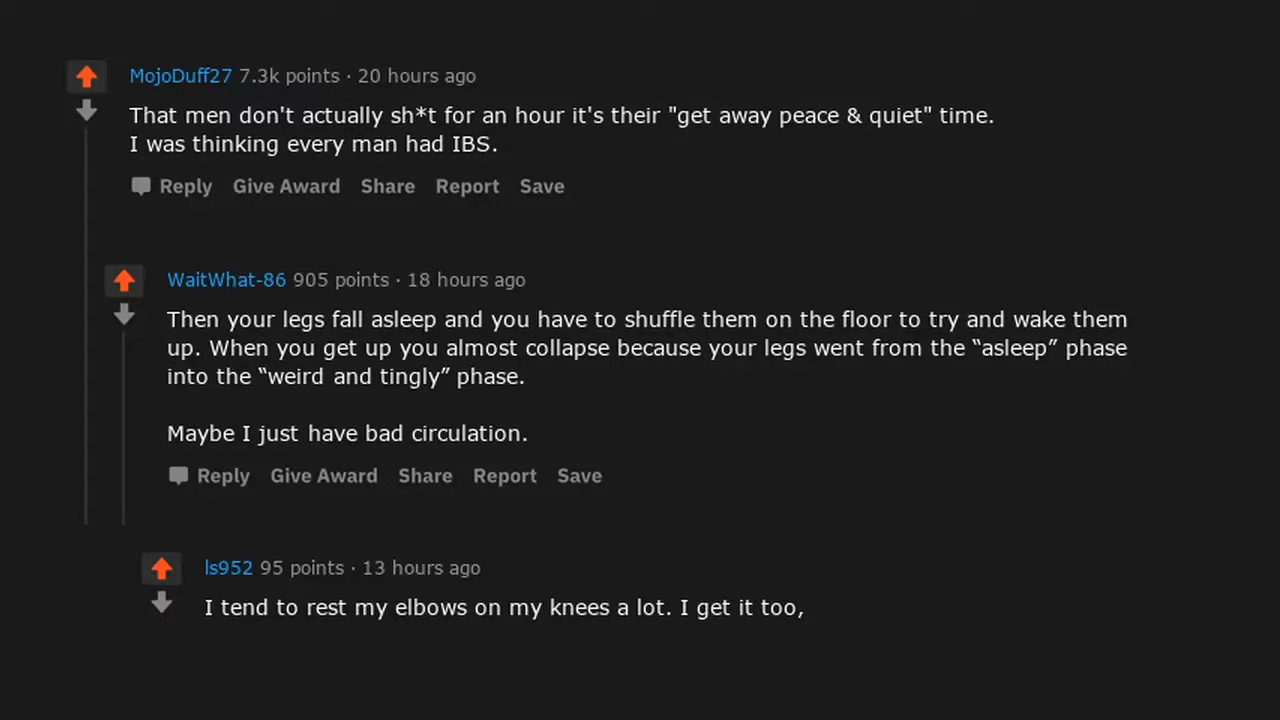 MojoDuff27 7.3k points · 20 hours ago
That men don't actually sh*t for an hour it's their "get away peace & quiet" time.
I was thinking every man had IBS.
Reply Give Award Share Report Save
WaitWhat-86 905 points · 18 hours ago
Then your legs fall asleep and you have to shuffle them on the floor to try and wake them
up. When you get up you almost collapse because your legs went from the “asleep” phase
into the “weird and tingly” phase.
Maybe I just have bad circulation.
Reply Give Award Share Report Save
ls952 95 points · 13 hours ago
I tend to rest my elbows on my knees a lot. I get it too,